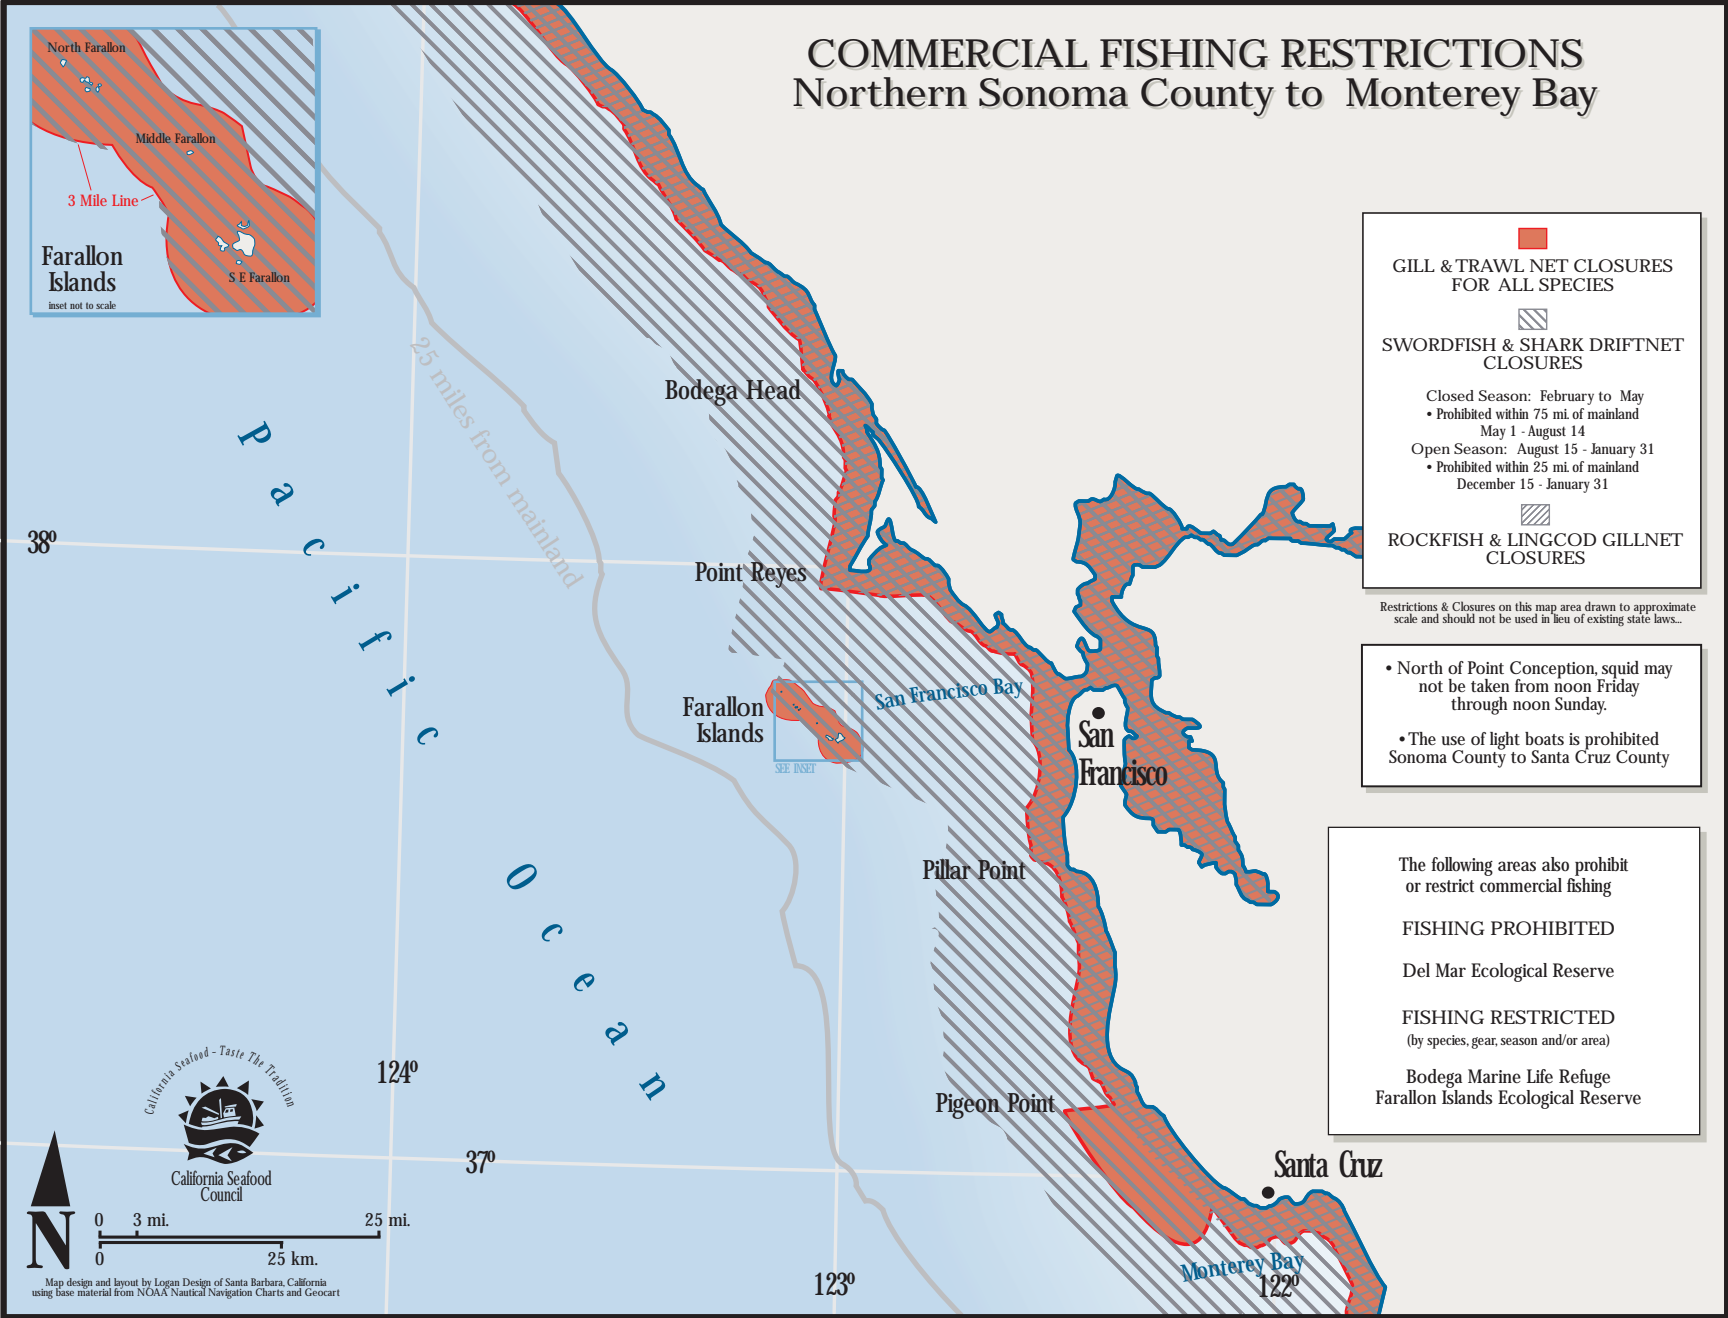 COMMERCIAL FISHING RESTRICTIONS
Northern Sonoma County to Monterey Bay
North Farallon
Middle Farallon
3 Mile Line
Farallon
Islands
inset not to scale
S E Farallon
GILL & TRAWL NET CLOSURES
FOR ALL SPECIES
SWORDFISH & SHARK DRIFTNET
CLOSURES
Closed Season: February to May
• Prohibited within 75 mi. of mainland
May 1 - August 14
Open Season: August 15 - January 31
• Prohibited within 25 mi. of mainland
December 15 - January 31
ROCKFISH & LINGCOD GILLNET
CLOSURES
Restrictions & Closures on this map area drawn to approximate
scale and should not be used in lieu of existing state laws...
• North of Point Conception, squid may
not be taken from noon Friday
through noon Sunday.
• The use of light boats is prohibited
Sonoma County to Santa Cruz County
The following areas also prohibit
or restrict commercial fishing
FISHING PROHIBITED
Del Mar Ecological Reserve
FISHING RESTRICTED
(by species, gear, season and/or area)
Bodega Marine Life Refuge
Farallon Islands Ecological Reserve
25 miles from mainland
Bodega Head
Pacific Ocean
38º
Point Reyes
Farallon
Islands
SEE INSET
San Francisco Bay
San
Francisco
Pillar Point
124º
Pigeon Point
37º
Santa Cruz
Monterey Bay
123º
122º
California Seafood - Taste The Tradition
California Seafood
Council
N
0 3 mi. 25 mi.
0 25 km.
Map design and layout by Logan Design of Santa Barbara, California
using base material from NOAA Nautical Navigation Charts and Geocart